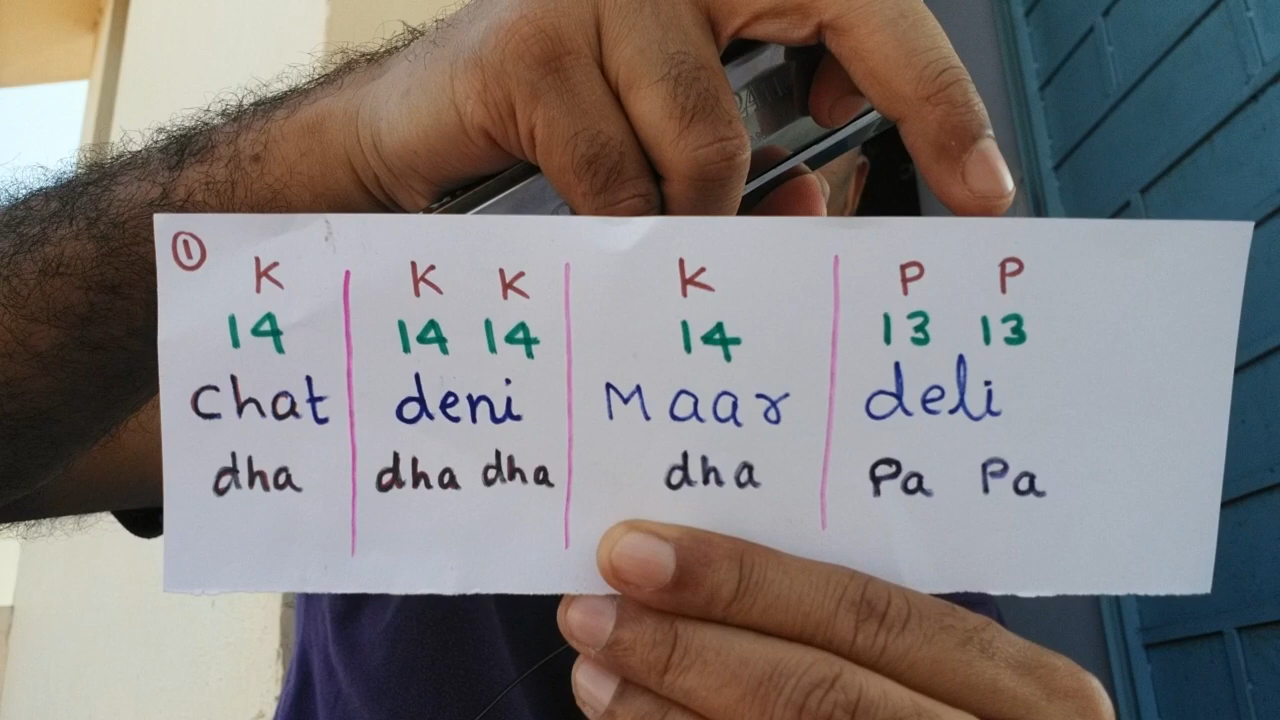 ①
K | K K | K | P P
14 | 14 14 | 14 | 13 13
Chat | deni | Maar | deli
dha | dha dha | dha | Pa Pa